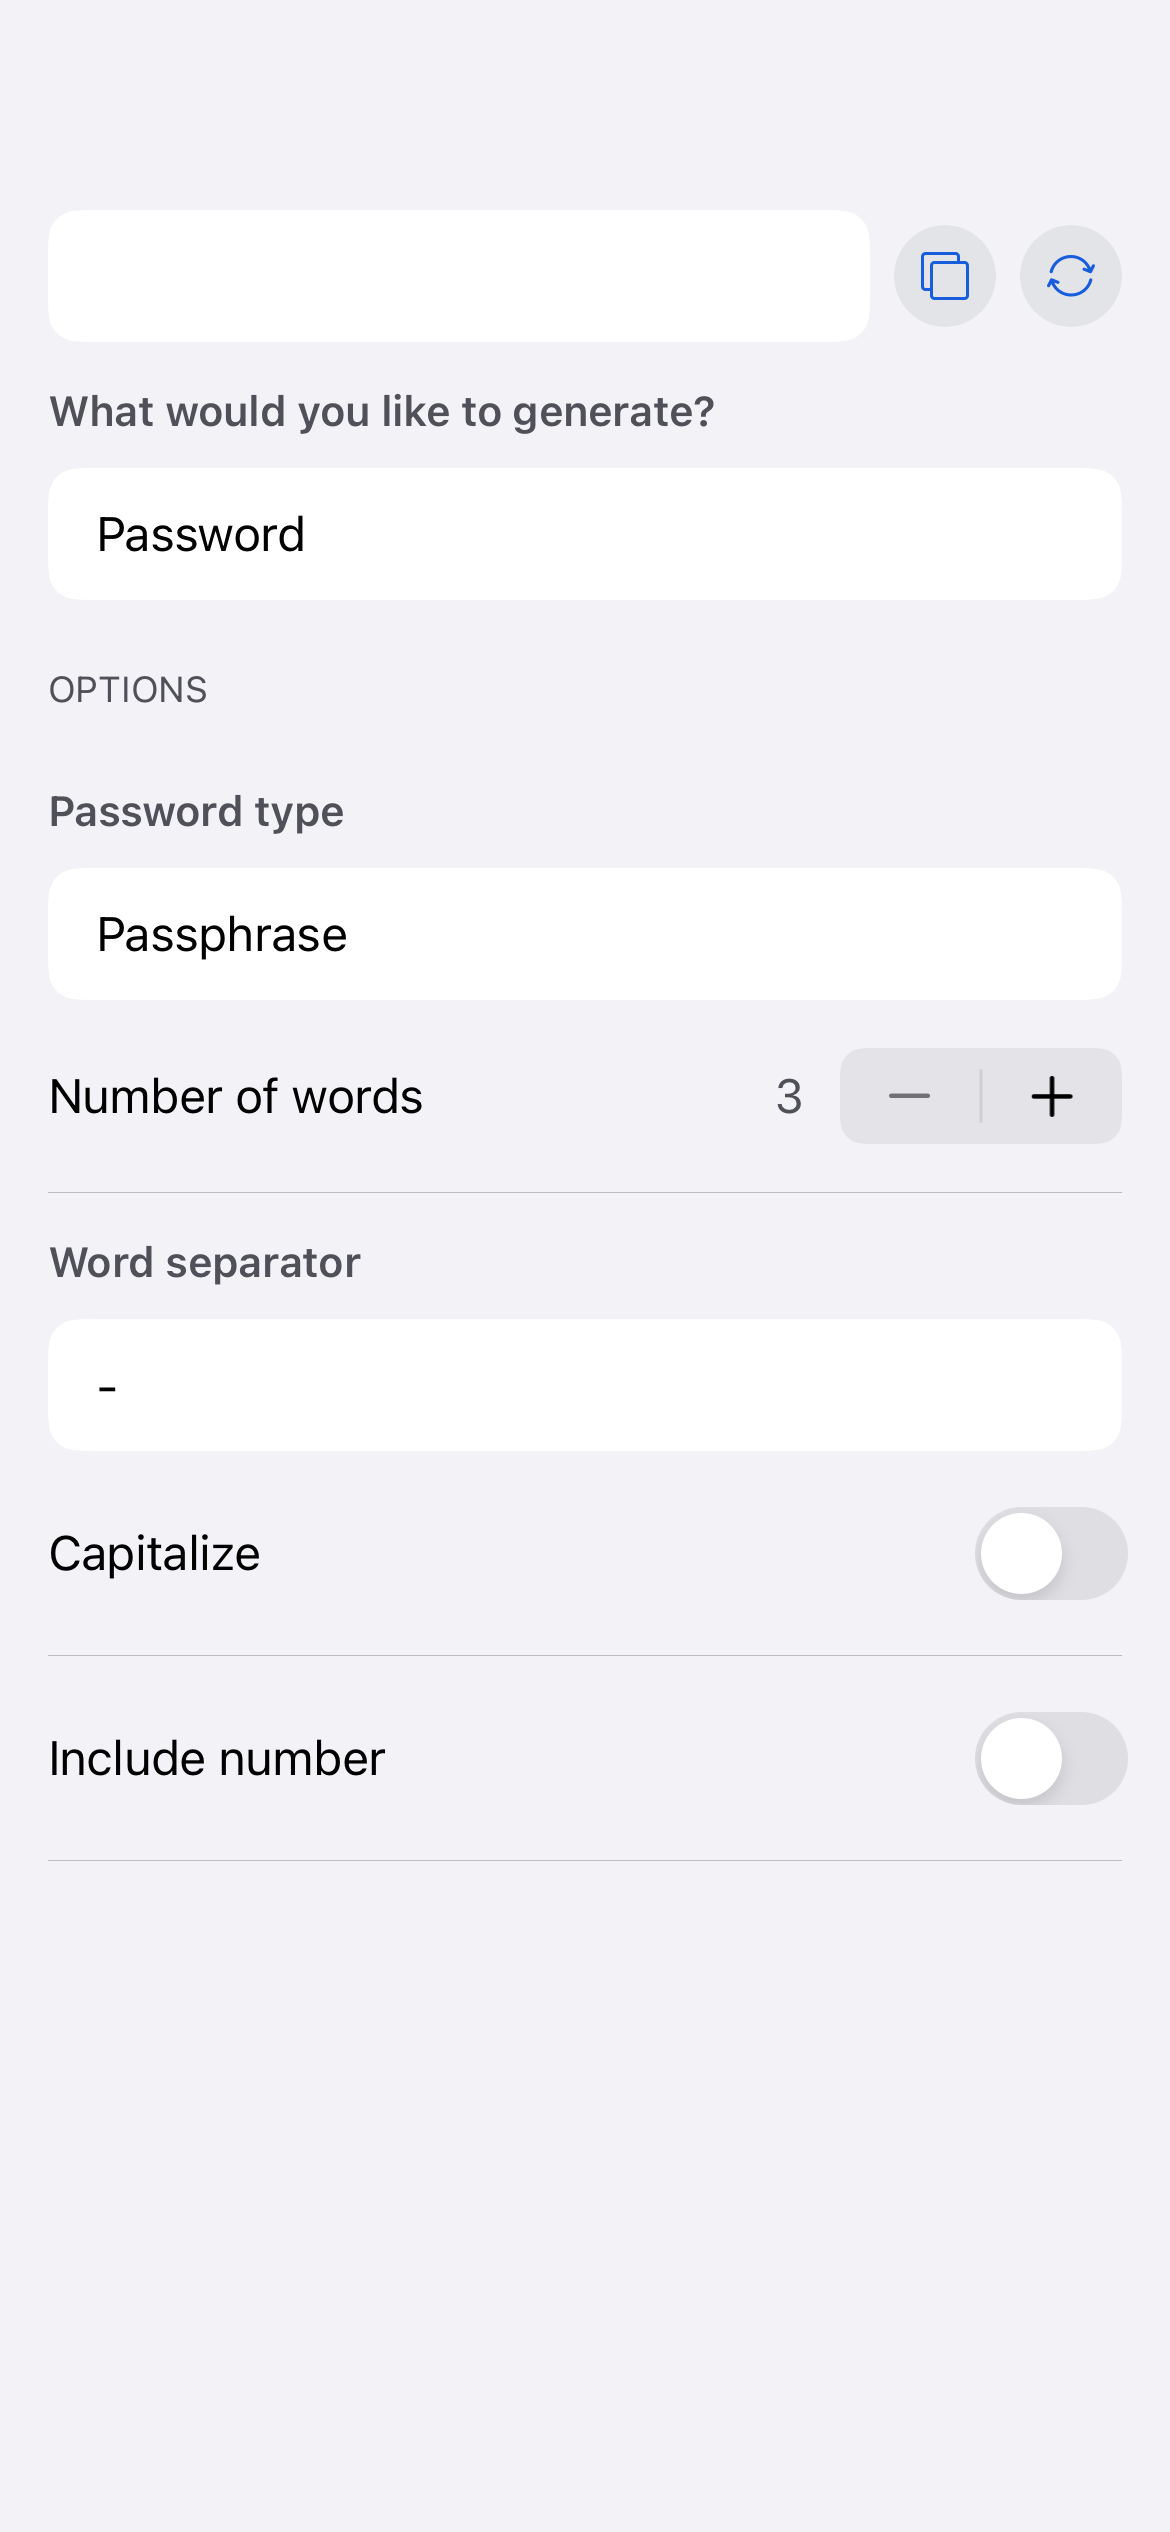 What would you like to generate?
Password
OPTIONS
Password type
Passphrase
Number of words 3
Word separator
-
Capitalize
Include number